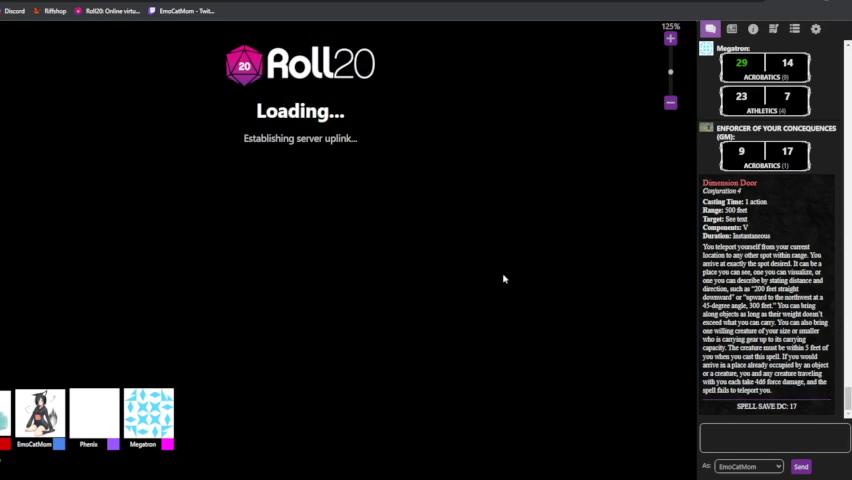 Discord
Riffshop
Roll20: Online virtu...
EmoCatMom - Twit...
125%
20
Roll20
Loading...
Establishing server uplink...
Megatron:
29 14
ACROBATICS (9)
23 7
ATHLETICS (4)
ENFORCER OF YOUR CONCEQUENCES
(GM):
9 17
ACROBATICS (1)
Dimension Door
Conjuration 4
Casting Time: 1 action
Range: 500 feet
Target: See text
Components: V
Duration: Instantaneous
You teleport yourself from your current
location to any other spot within range. You
arrive at exactly the spot desired. It can be a
place you can see, one you can visualize, or
one you can describe by stating distance and
direction, such as “200 feet straight
downward” or “upward to the northwest at a
45-degree angle, 300 feet.” You can bring
along objects as long as their weight doesn't
exceed what you can carry. You can also bring
one willing creature of your size or smaller
who is carrying gear up to its carrying
capacity. The creature must be within 5 feet of
you when you cast this spell. If you would
arrive in a place already occupied by an object
or a creature, you and any creature traveling
with you each take 4d6 force damage, and the
spell fails to teleport you.
SPELL SAVE DC: 17
EmoCatMom
Phenix
Megatron
As:
EmoCatMom
Send